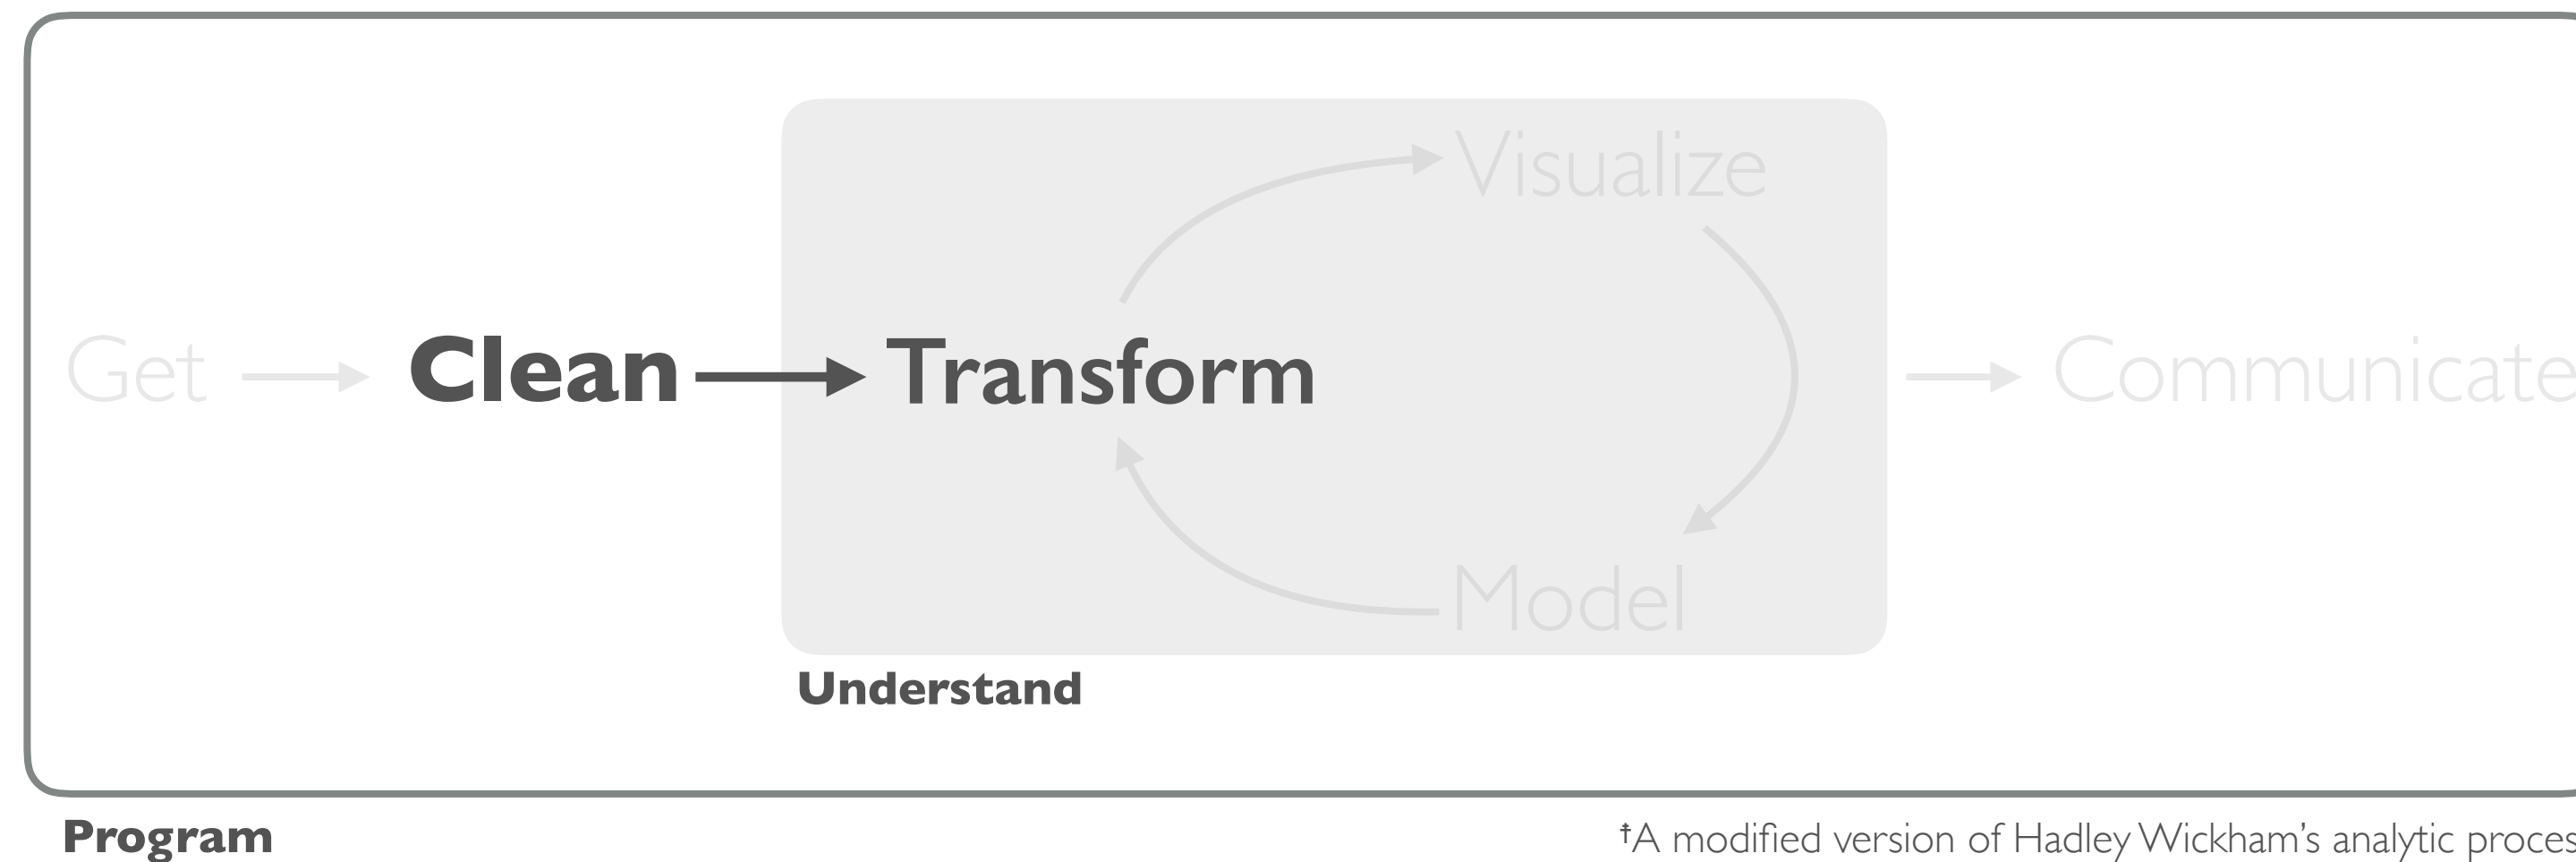 Visualize
Get Clean Transform Communicate
Model
Understand
Program
†A modified version of Hadley Wickham's analytic proces